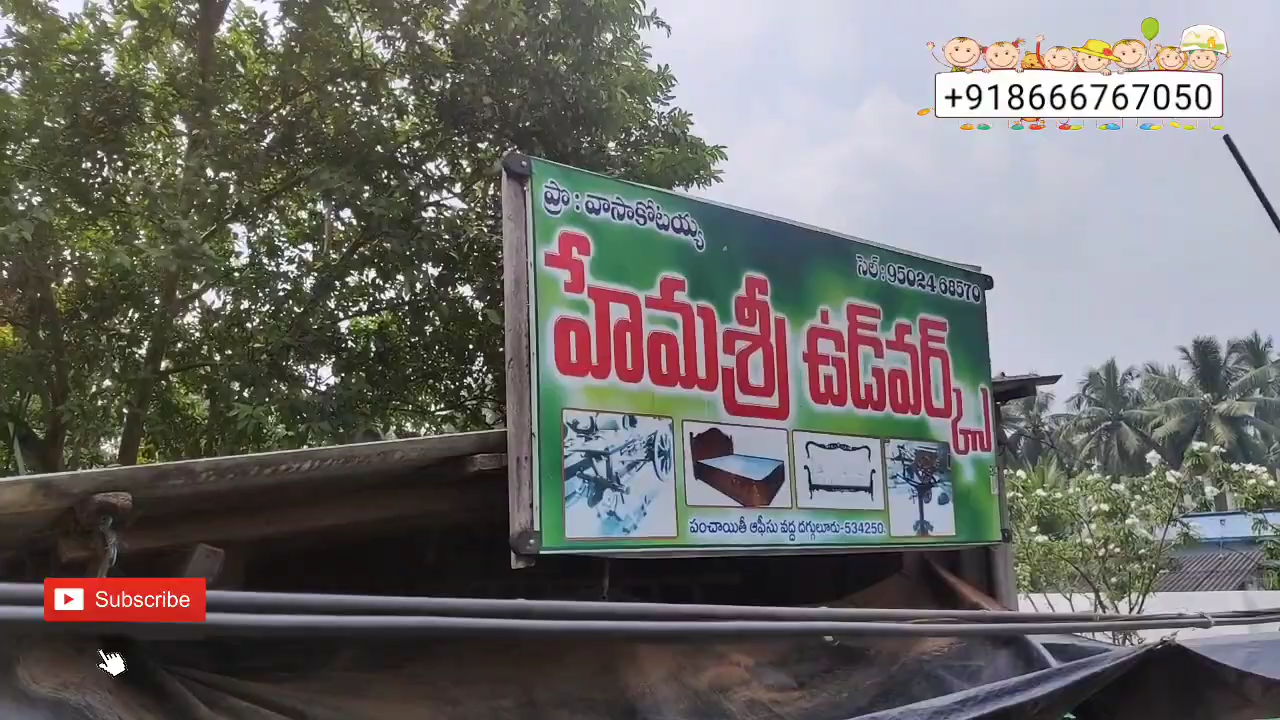 +918666767050
ప్రొ : వాసాకోటయ్య
సెల్ : 95024 68570
హేమశ్రీ ఉడ్‌వర్క్స్
పంచాయితీ ఆఫీసు వద్ద దగ్గులూరు-534250.
Subscribe